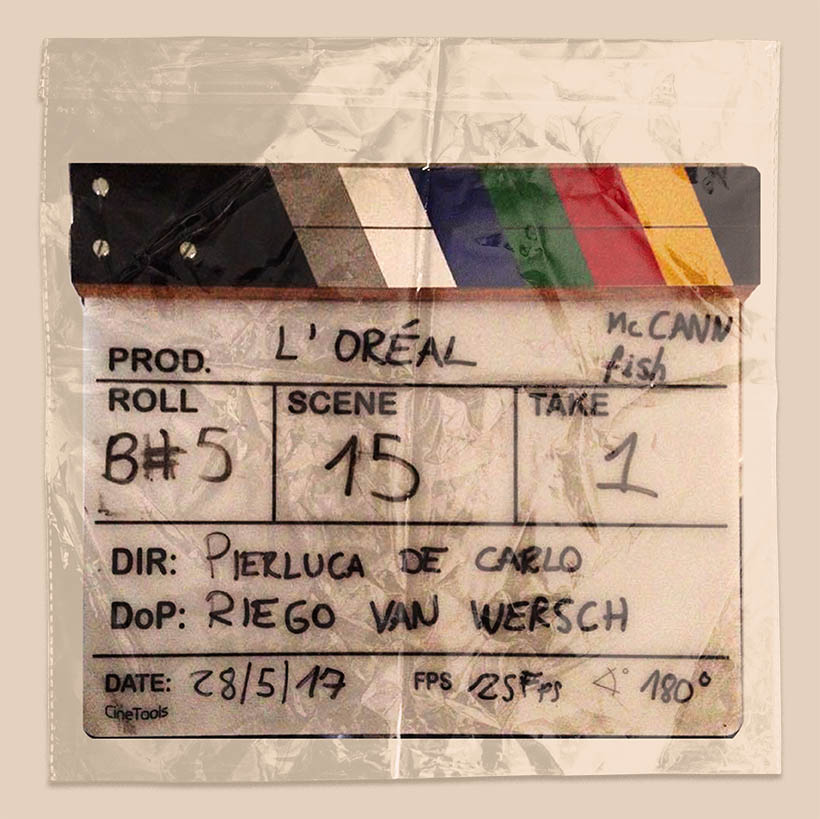 McCANN
PROD. L'ORÉAL fish
ROLL SCENE TAKE
B#5 15 1
DIR: PIERLUCA DE CARLO
DoP: RIEGO VAN WERSCH
DATE: 28/5/17 FPS 25Fps ∢° 180°
CineTools